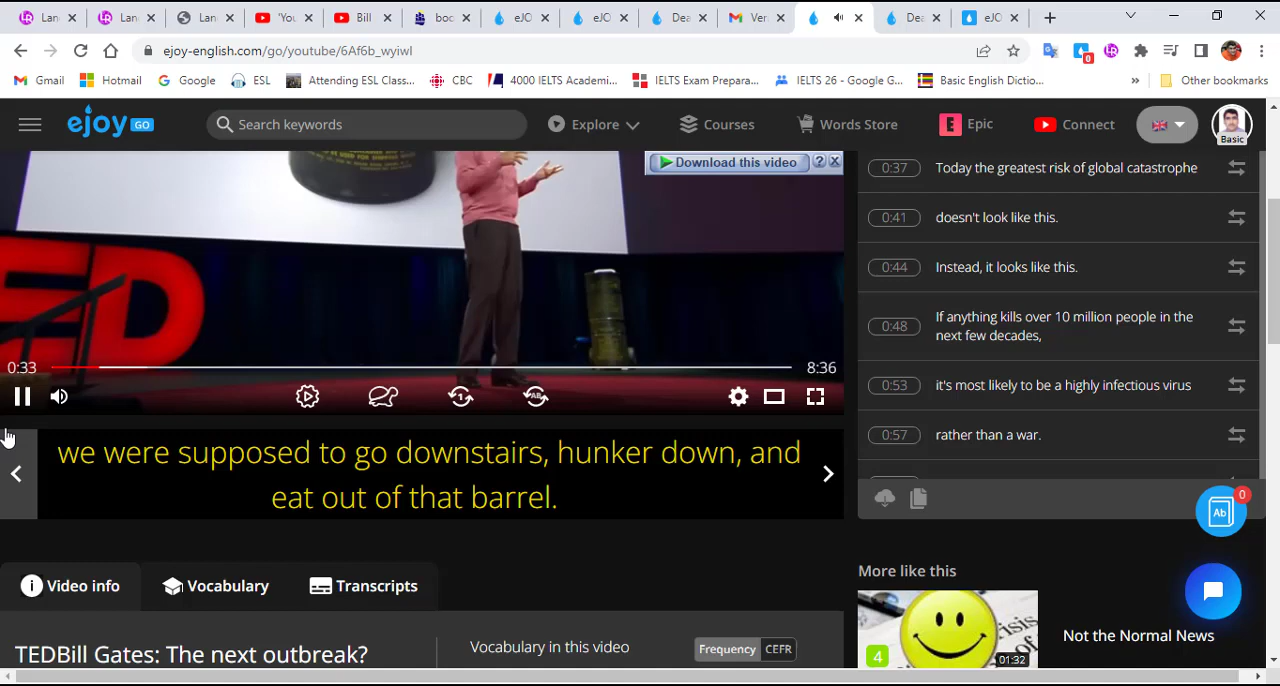 Lan
Lan
Lan
'You
Bill
boc
eJO
eJO
Dea
Ver
Dea
eJO
ejoy-english.com/go/youtube/6Af6b_wyiwI
0
Gmail
Hotmail
Google
ESL
Attending ESL Class...
CBC
4000 IELTS Academi...
IELTS Exam Prepara...
IELTS 26 - Google G...
Basic English Dictio...
»
Other bookmarks
ejoy GO
Search keywords
Explore
Courses
Words Store
E Epic
Connect
Basic
Download this video
ED
0:33
8:36
1
AB
we were supposed to go downstairs, hunker down, and
eat out of that barrel.
0:37 Today the greatest risk of global catastrophe
0:41 doesn't look like this.
0:44 Instead, it looks like this.
0:48 If anything kills over 10 million people in the
next few decades,
0:53 it's most likely to be a highly infectious virus
0:57 rather than a war.
Ab
0
Video info
Vocabulary
Transcripts
TEDBill Gates: The next outbreak?
Vocabulary in this video
Frequency
CEFR
More like this
4
01:32
Not the Normal News